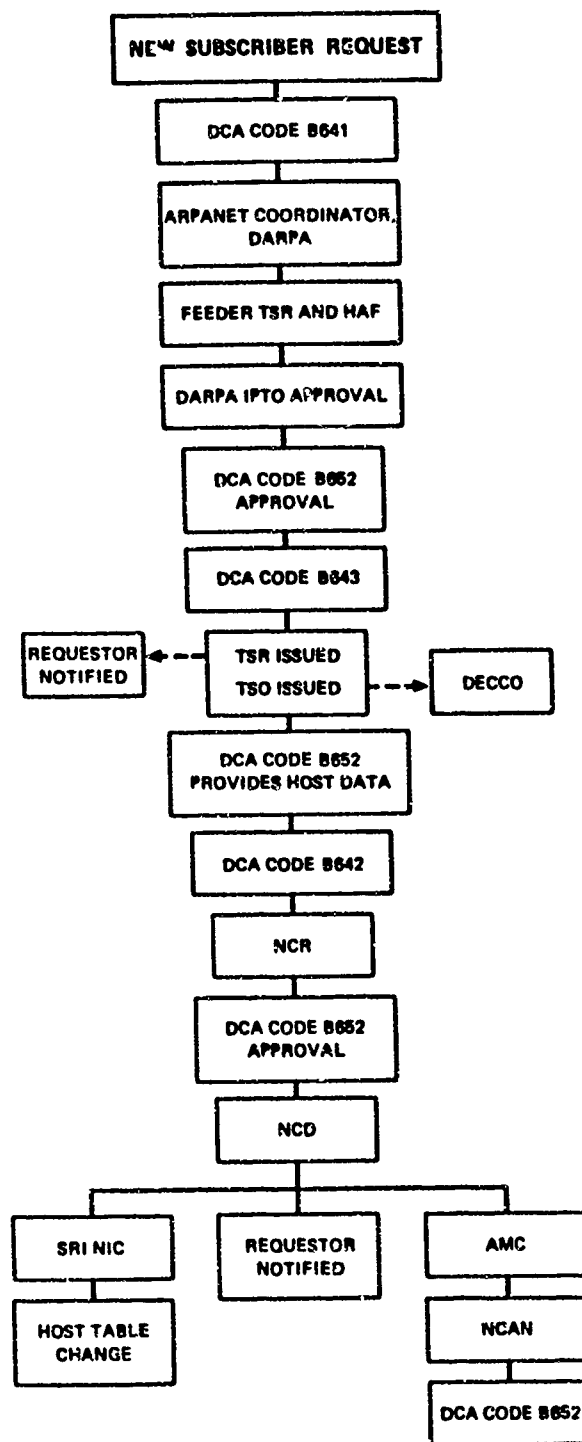 NEW SUBSCRIBER REQUEST
DCA CODE B641
ARPANET COORDINATOR,
DARPA
FEEDER TSR AND HAF
DARPA IPTO APPROVAL
DCA CODE B652
APPROVAL
DCA CODE B643
REQUESTOR
NOTIFIED
TSR ISSUED
TSO ISSUED
DECCO
DCA CODE B652
PROVIDES HOST DATA
DCA CODE B642
NCR
DCA CODE B652
APPROVAL
NCD
SRI NIC
REQUESTOR
NOTIFIED
AMC
HOST TABLE
CHANGE
NCAN
DCA CODE B652